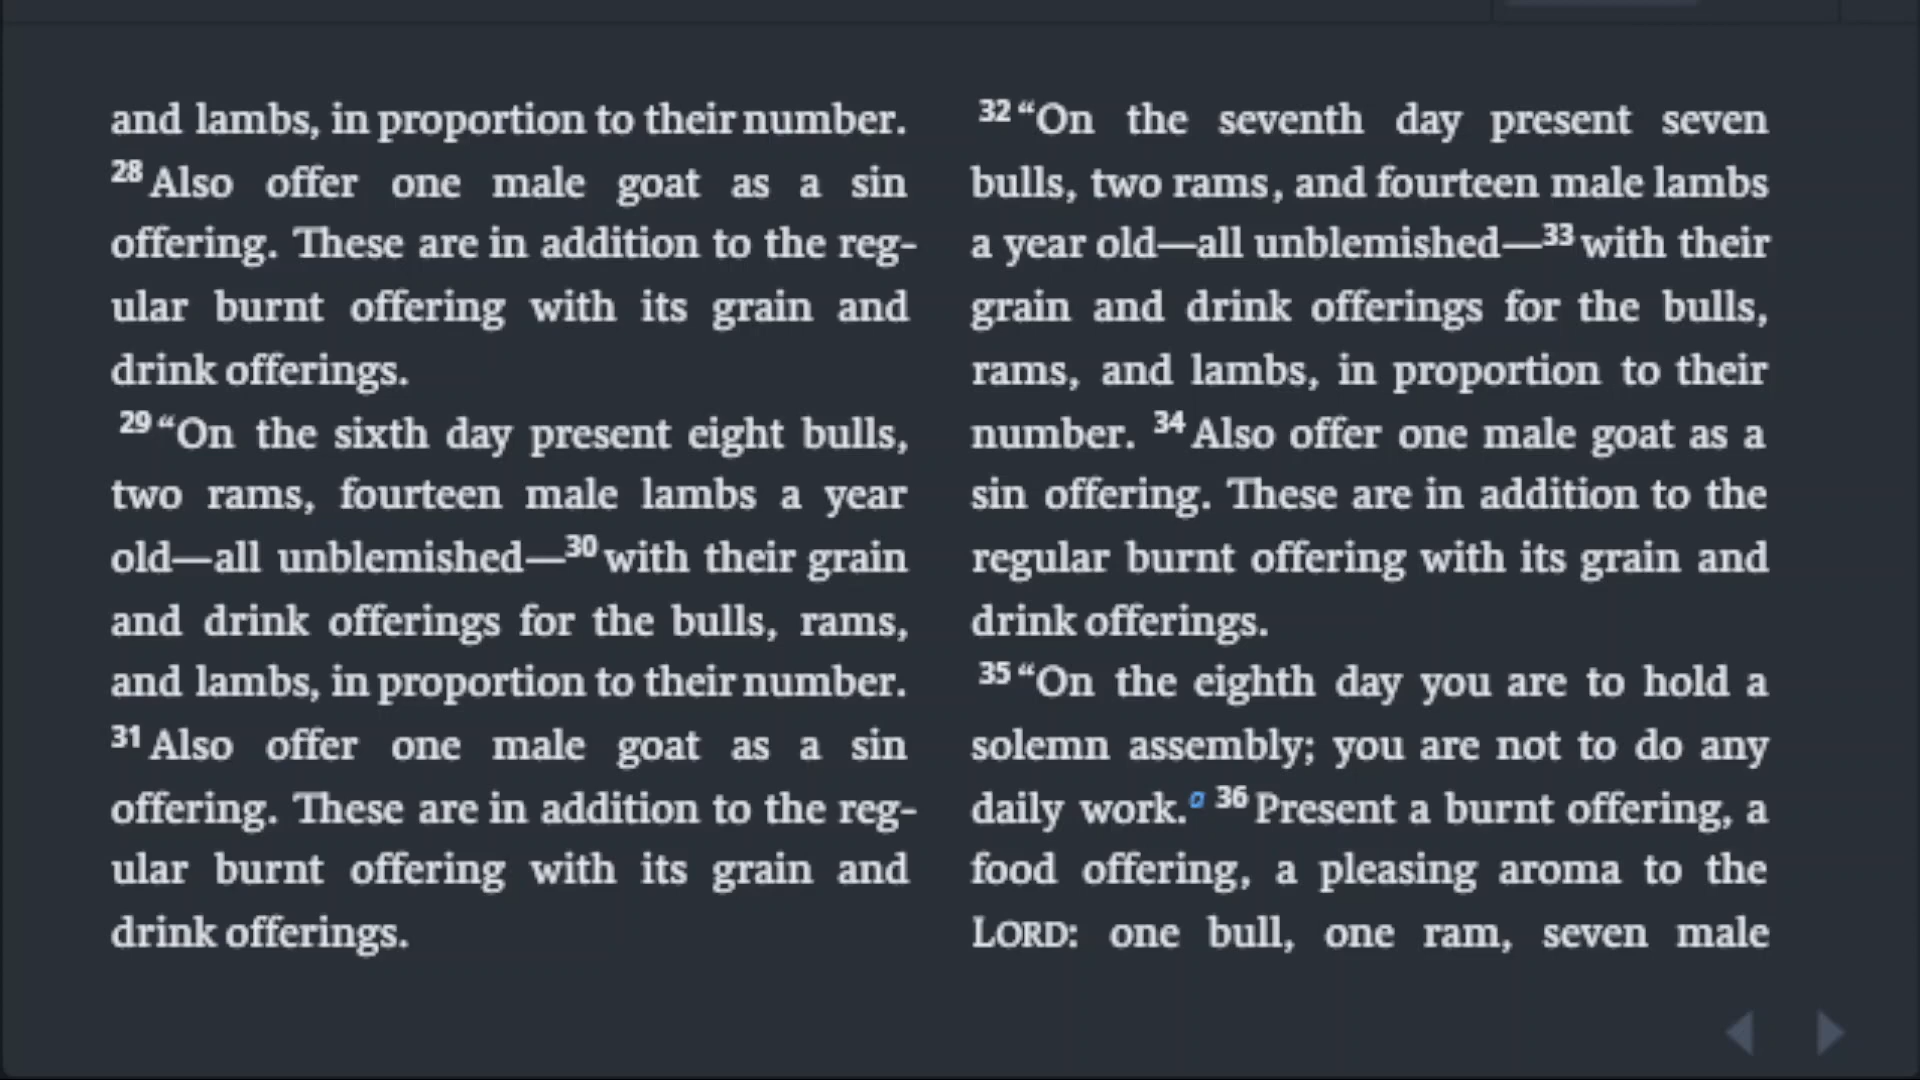 and lambs, in proportion to their number.
28 Also offer one male goat as a sin
offering. These are in addition to the reg-
ular burnt offering with its grain and
drink offerings.
29 “On the sixth day present eight bulls,
two rams, fourteen male lambs a year
old—all unblemished—30 with their grain
and drink offerings for the bulls, rams,
and lambs, in proportion to their number.
31 Also offer one male goat as a sin
offering. These are in addition to the reg-
ular burnt offering with its grain and
drink offerings.
32 “On the seventh day present seven
bulls, two rams, and fourteen male lambs
a year old—all unblemished—33 with their
grain and drink offerings for the bulls,
rams, and lambs, in proportion to their
number. 34 Also offer one male goat as a
sin offering. These are in addition to the
regular burnt offering with its grain and
drink offerings.
35 “On the eighth day you are to hold a
solemn assembly; you are not to do any
daily work.a 36 Present a burnt offering, a
food offering, a pleasing aroma to the
LORD: one bull, one ram, seven male